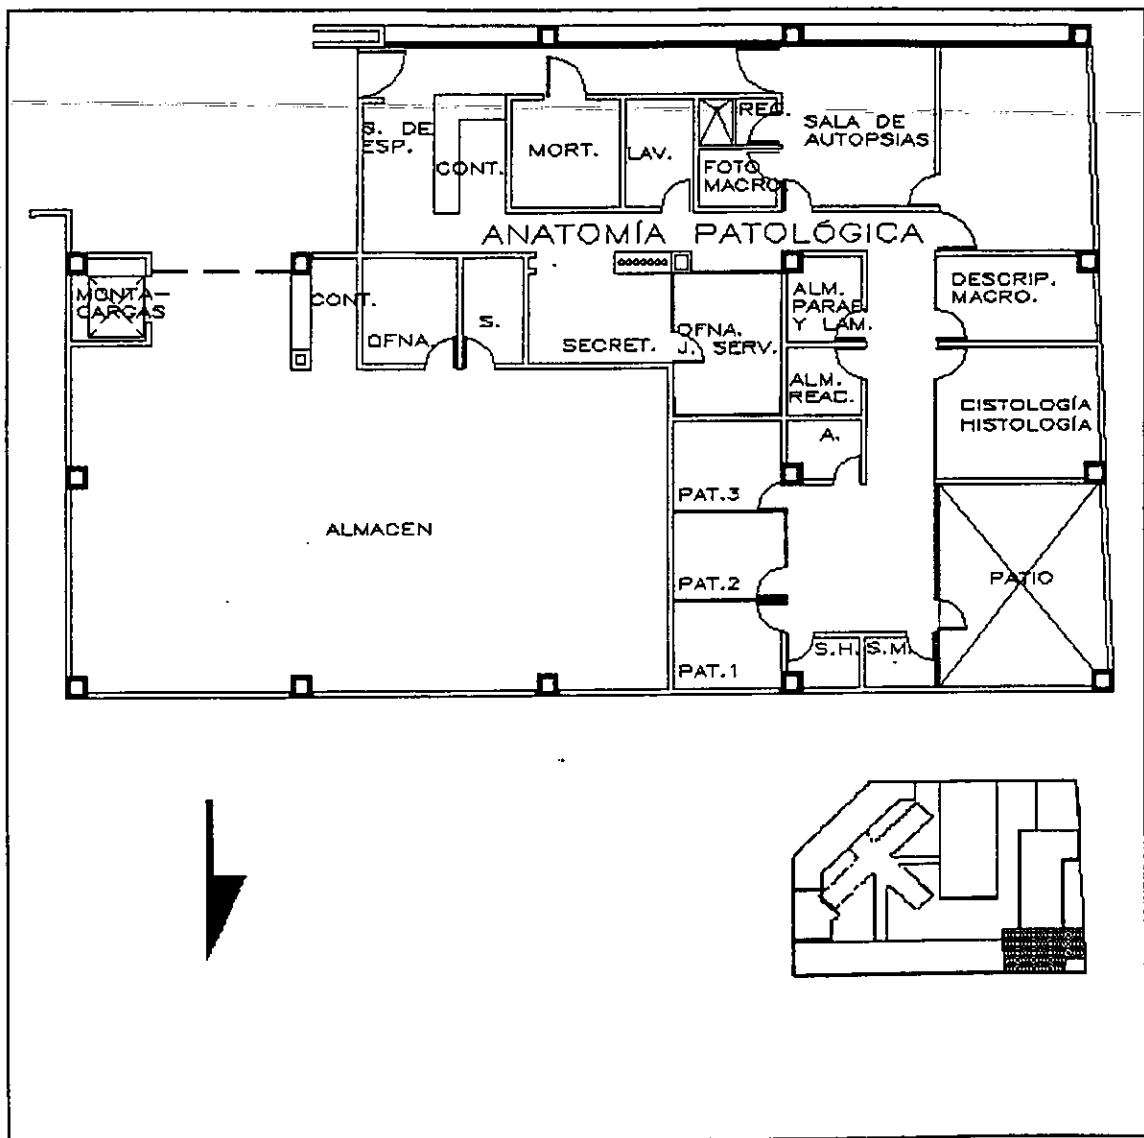 S. DE
ESP.
CONT.
MORT.
LAV.
REC.
FOTO
MACRO
SALA DE
AUTOPSIAS
ANATOMÍA PATOLÓGICA
MONTA-
CARGAS
CONT.
OFNA.
S.
SECRET.
OFNA.
J. SERV.
ALM.
PARAF.
Y LAM.
DESCRIP.
MACRO.
ALM.
REAC.
CISTOLOGÍA
HISTOLOGÍA
A.
PAT.3
ALMACEN
PAT.2
PATIO
PAT.1
S.H.
S.M.